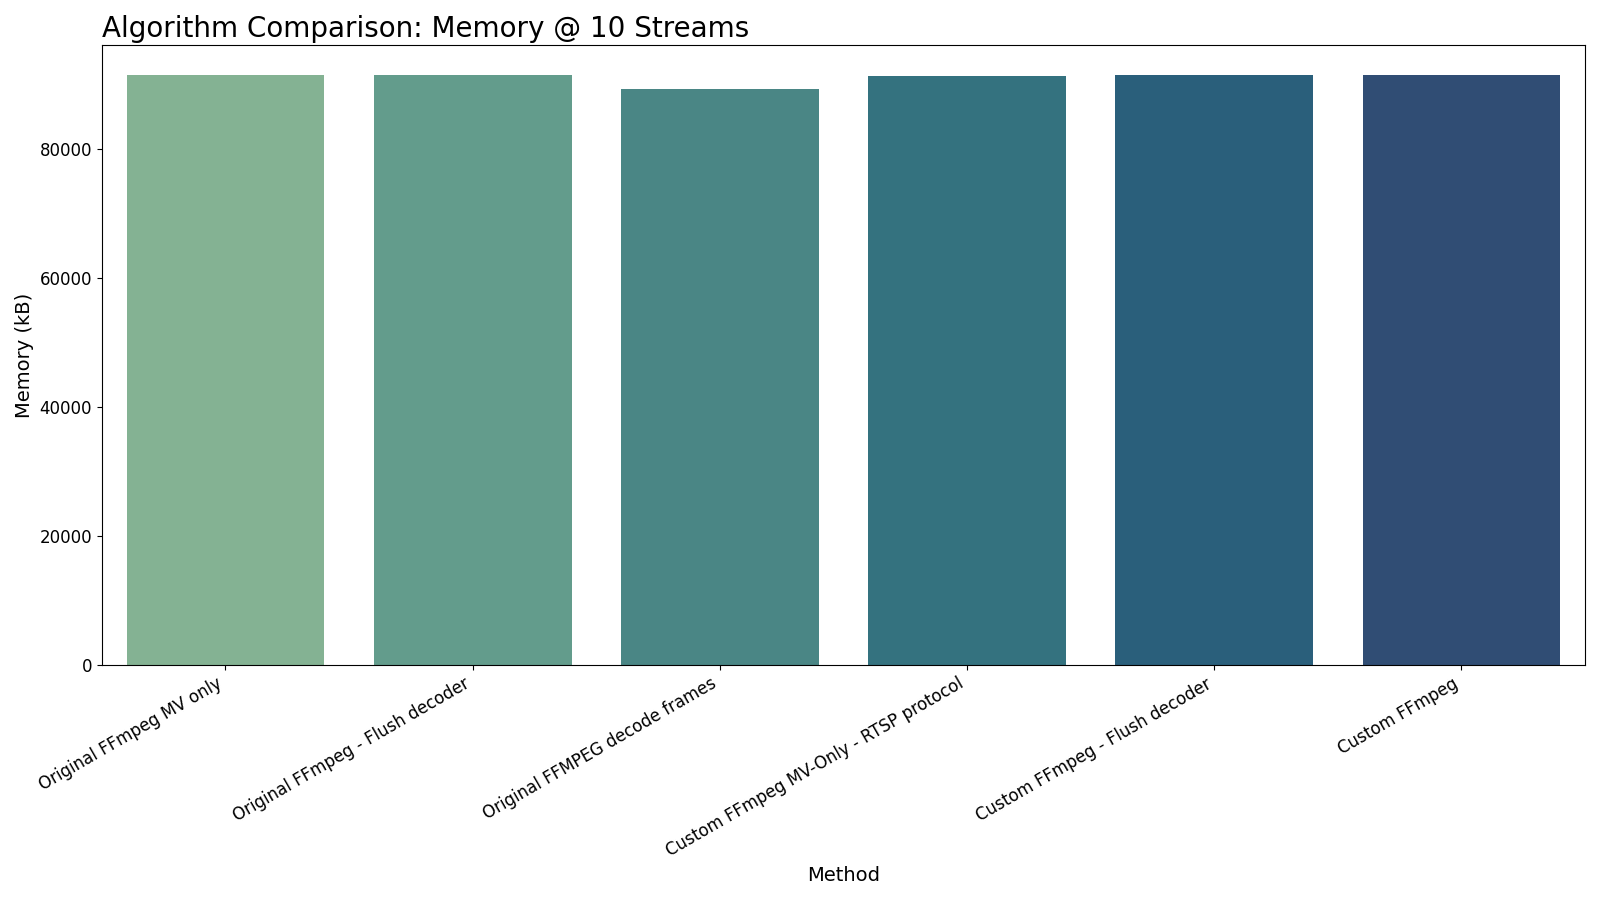 Algorithm Comparison: Memory @ 10 Streams
Memory (kB)
80000
60000
40000
20000
0
Original FFmpeg MV only
Original FFmpeg - Flush decoder
Original FFMPEG decode frames
Custom FFmpeg MV-Only - RTSP protocol
Custom FFmpeg - Flush decoder
Custom FFmpeg
Method